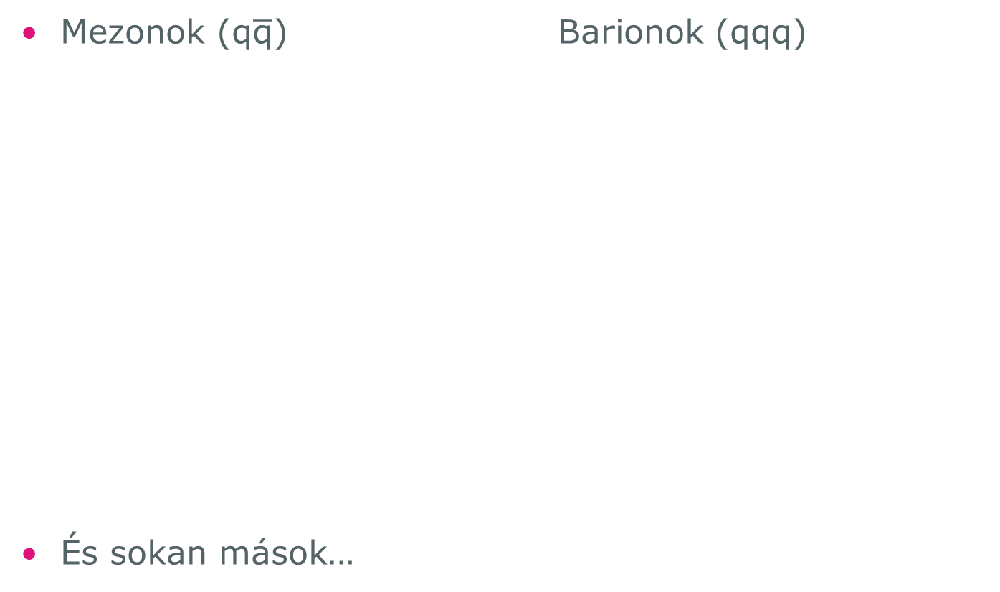 • Mezonok (qq̅) Barionok (qqq)
• És sokan mások…